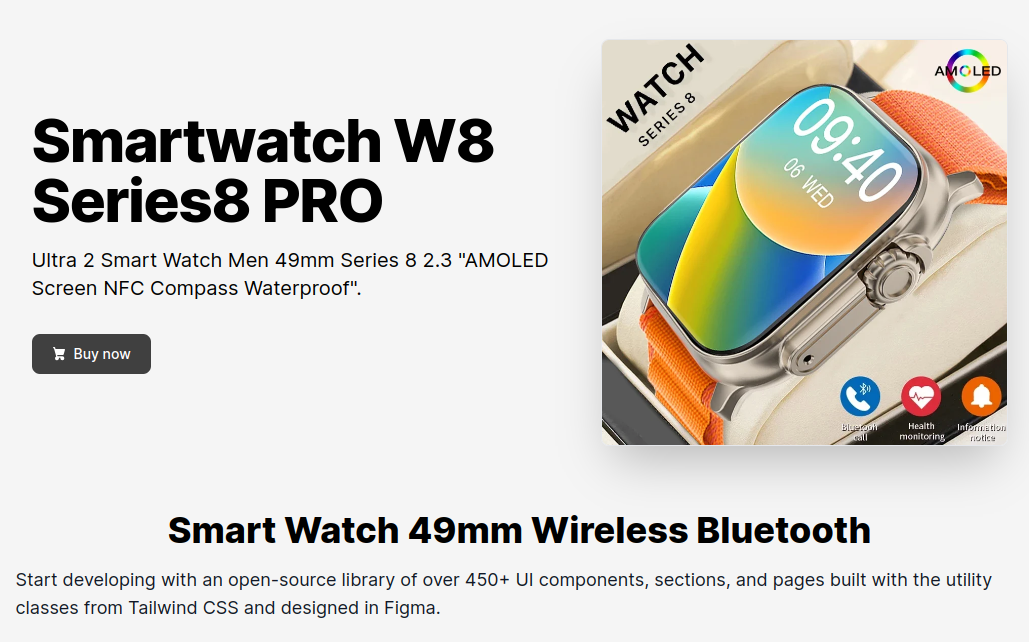 Smartwatch W8
Series8 PRO
Ultra 2 Smart Watch Men 49mm Series 8 2.3 "AMOLED
Screen NFC Compass Waterproof".
Buy now
WATCH
SERIES 8
AMOLED
09:40
06 WED
Bluetooth
call
Health
monitoring
Information
notice
Smart Watch 49mm Wireless Bluetooth
Start developing with an open-source library of over 450+ UI components, sections, and pages built with the utility
classes from Tailwind CSS and designed in Figma.